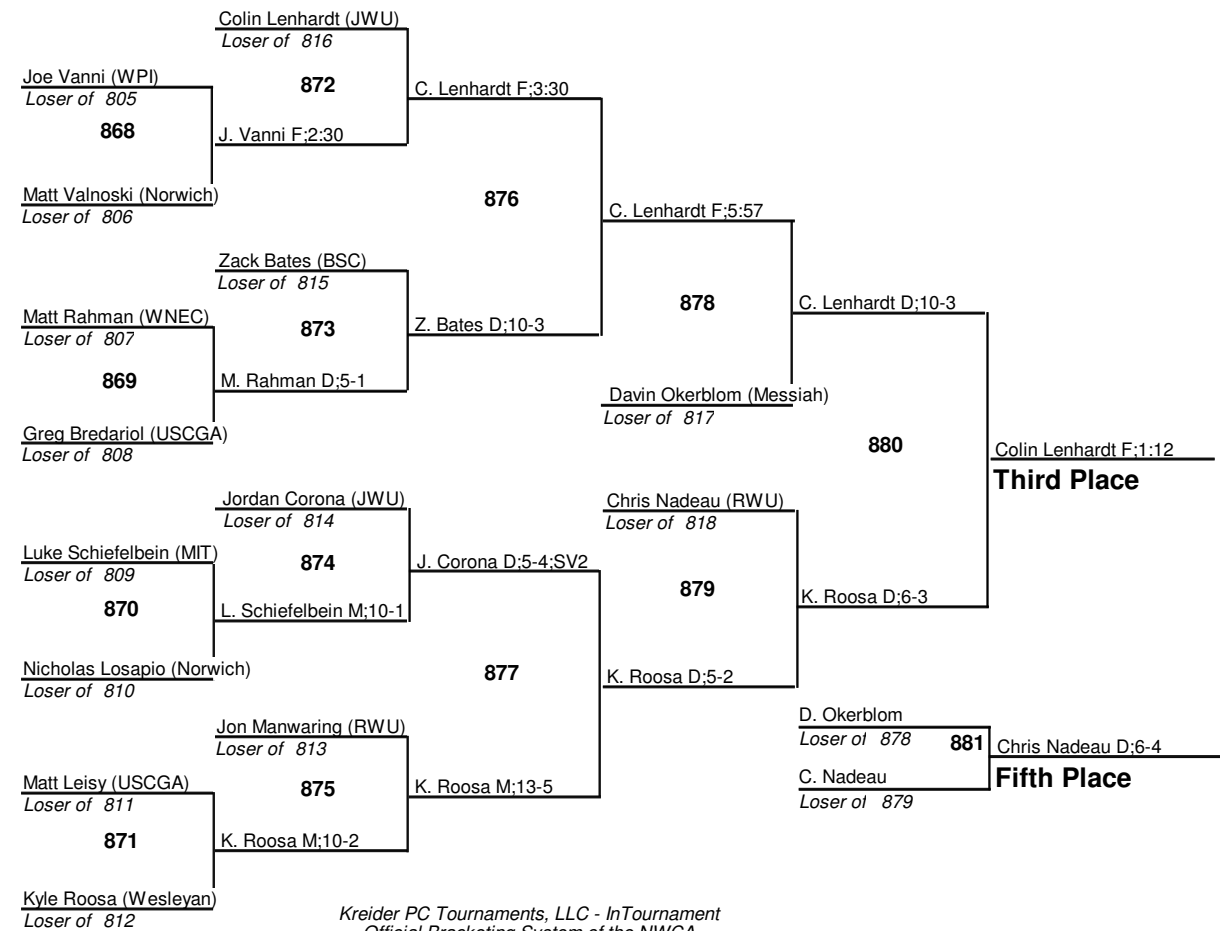 Colin Lenhardt (JWU)
Loser of 816
872
Joe Vanni (WPI)
Loser of 805
868
J. Vanni F;2:30
C. Lenhardt F;3:30
Matt Valnoski (Norwich)
Loser of 806
876
C. Lenhardt F;5:57
Zack Bates (BSC)
Loser of 815
873
Matt Rahman (WNEC)
Loser of 807
869
M. Rahman D;5-1
Z. Bates D;10-3
Greg Bredariol (USCGA)
Loser of 808
878
C. Lenhardt D;10-3
Davin Okerblom (Messiah)
Loser of 817
880
Colin Lenhardt F;1:12
Third Place
Jordan Corona (JWU)
Loser of 814
874
Luke Schiefelbein (MIT)
Loser of 809
870
L. Schiefelbein M;10-1
J. Corona D;5-4;SV2
Nicholas Losapio (Norwich)
Loser of 810
877
Chris Nadeau (RWU)
Loser of 818
879
K. Roosa D;6-3
K. Roosa D;5-2
Jon Manwaring (RWU)
Loser of 813
875
Matt Leisy (USCGA)
Loser of 811
871
K. Roosa M;10-2
K. Roosa M;13-5
Kyle Roosa (Wesleyan)
Loser of 812
D. Okerblom
Loser of 878
881
Chris Nadeau D;6-4
Fifth Place
C. Nadeau
Loser of 879
Kreider PC Tournaments, LLC - InTournament
Official Bracketing System of the NWCA